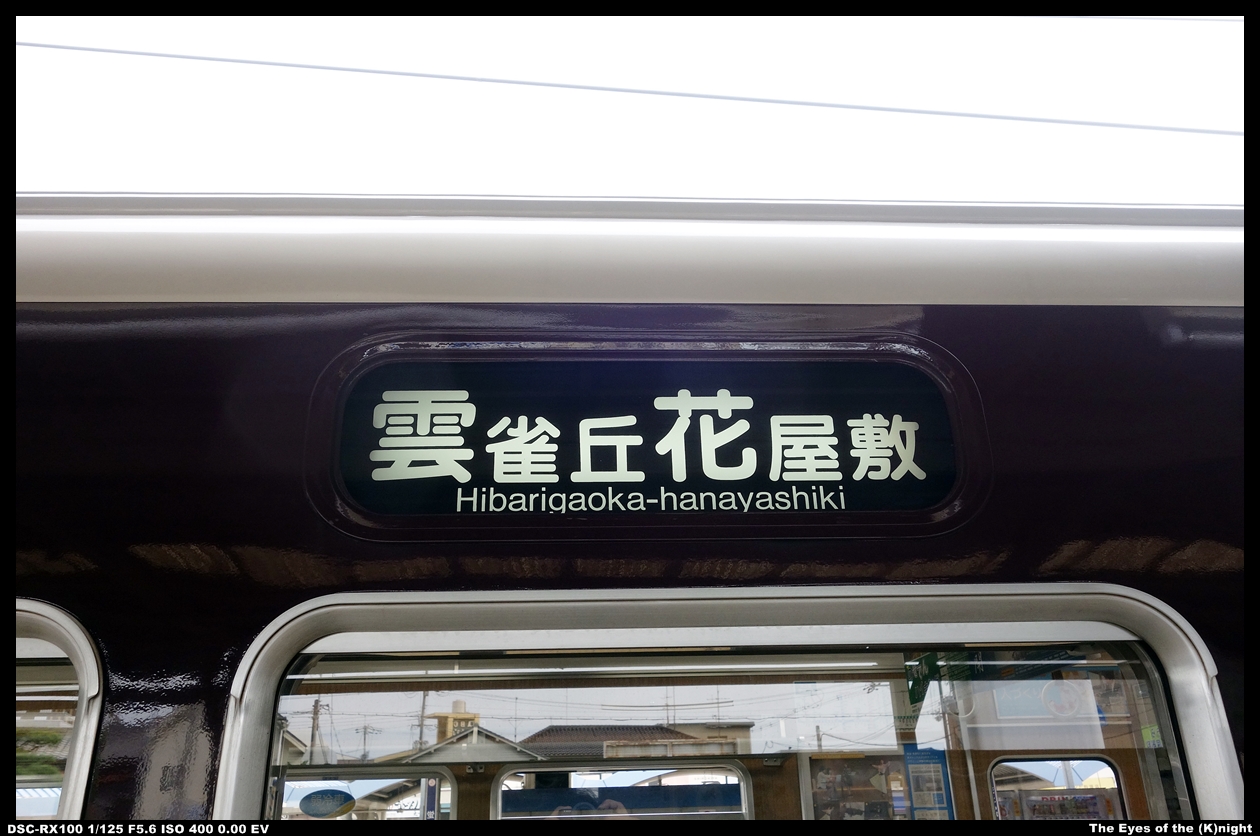 雲雀丘花屋敷
Hibarigaoka-hanayashiki
DSC-RX100 1/125 F5.6 ISO 400 0.00 EV
The Eyes of the (K)night